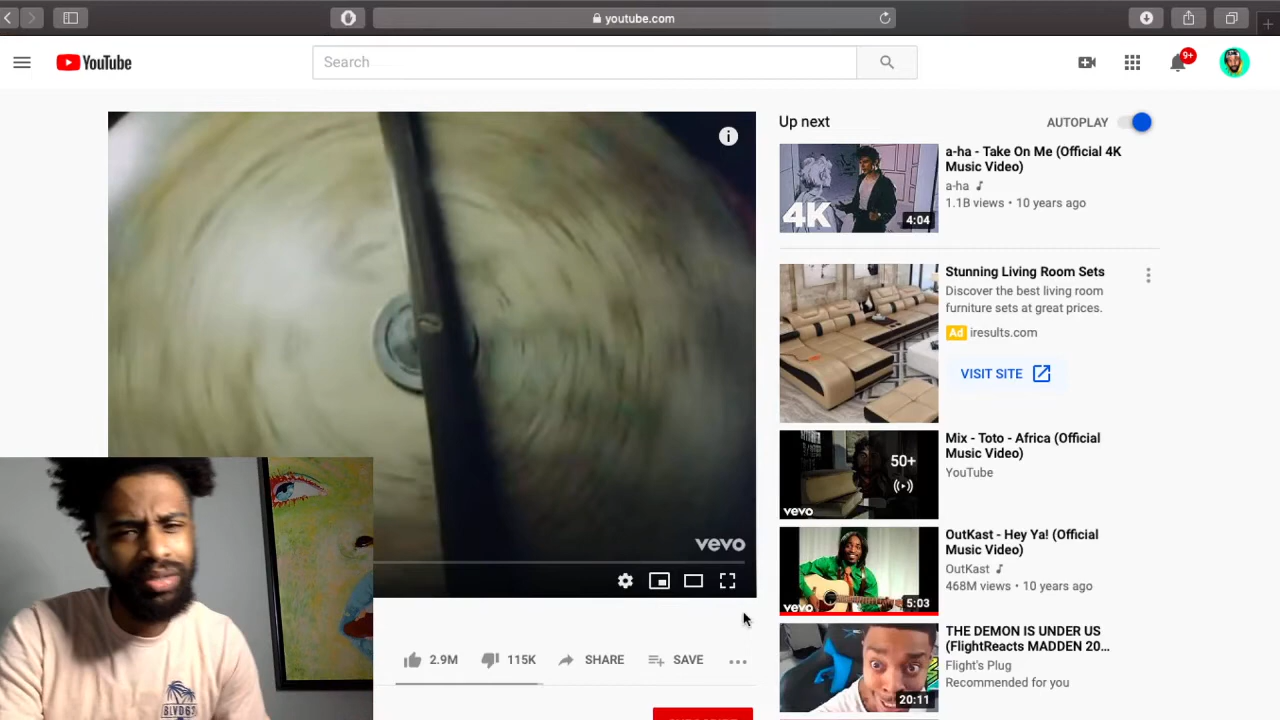 youtube.com
YouTube
Search
9+
vevo
2.9M
115K
SHARE
SAVE
Up next
AUTOPLAY
4K
4:04
a-ha - Take On Me (Official 4K
Music Video)
a-ha
1.1B views • 10 years ago
Stunning Living Room Sets
Discover the best living room
furniture sets at great prices.
Ad iresults.com
VISIT SITE
50+
vevo
Mix - Toto - Africa (Official
Music Video)
YouTube
vevo
5:03
OutKast - Hey Ya! (Official
Music Video)
OutKast
468M views • 10 years ago
20:11
THE DEMON IS UNDER US
(FlightReacts MADDEN 20...
Flight's Plug
Recommended for you